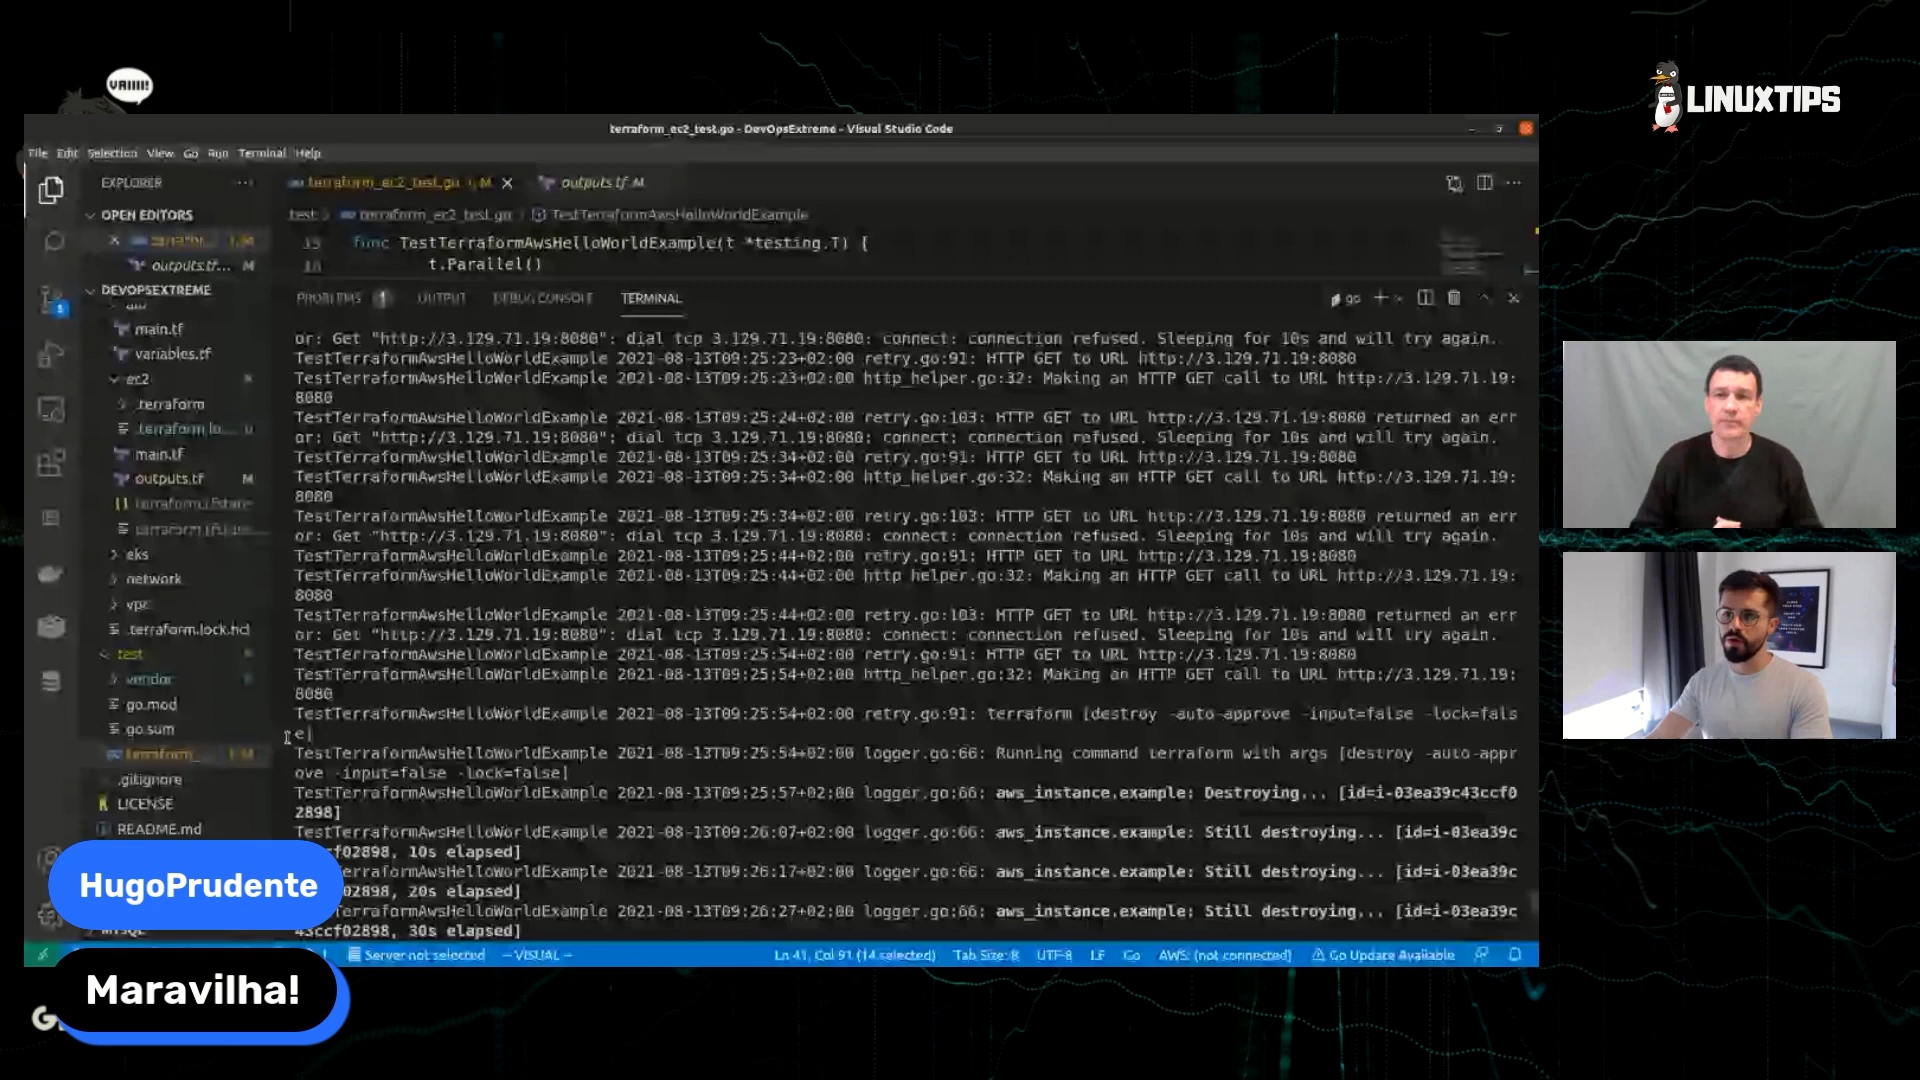 VAIIII!
LINUXTIPS
terraform_ec2_test.go - DevOpsExtreme - Visual Studio Code
File Edit Selection View Go Run Terminal Help
EXPLORER
terraform_ec2_test.go 1, M
outputs.tf M
OPEN EDITORS
test terraform_ec2_test.go TestTerraformAwsHelloWorldExample
outputs.tf... M
15 func TestTerraformAwsHelloWorldExample(t *testing.T) {
16 t.Parallel()
DEVOPSEXTREME
main.tf
variables.tf
ec2
.terraform
.terraform.lo... U
main.tf
outputs.tf M
eks
network
vpc
.terraform.lock.hcl
test
vendor
go.mod
go.sum
terraform_... 1, M
.gitignore
LICENSE
README.md
PROBLEMS 1 OUTPUT DEBUG CONSOLE TERMINAL
go
or: Get "http://3.129.71.19:8080": dial tcp 3.129.71.19:8080: connect: connection refused. Sleeping for 10s and will try again.
TestTerraformAwsHelloWorldExample 2021-08-13T09:25:23+02:00 retry.go:91: HTTP GET to URL http://3.129.71.19:8080
TestTerraformAwsHelloWorldExample 2021-08-13T09:25:23+02:00 http_helper.go:32: Making an HTTP GET call to URL http://3.129.71.19:
8080
TestTerraformAwsHelloWorldExample 2021-08-13T09:25:24+02:00 retry.go:103: HTTP GET to URL http://3.129.71.19:8080 returned an err
or: Get "http://3.129.71.19:8080": dial tcp 3.129.71.19:8080: connect: connection refused. Sleeping for 10s and will try again.
TestTerraformAwsHelloWorldExample 2021-08-13T09:25:34+02:00 retry.go:91: HTTP GET to URL http://3.129.71.19:8080
TestTerraformAwsHelloWorldExample 2021-08-13T09:25:34+02:00 http_helper.go:32: Making an HTTP GET call to URL http://3.129.71.19:
8080
TestTerraformAwsHelloWorldExample 2021-08-13T09:25:34+02:00 retry.go:103: HTTP GET to URL http://3.129.71.19:8080 returned an err
or: Get "http://3.129.71.19:8080": dial tcp 3.129.71.19:8080: connect: connection refused. Sleeping for 10s and will try again.
TestTerraformAwsHelloWorldExample 2021-08-13T09:25:44+02:00 retry.go:91: HTTP GET to URL http://3.129.71.19:8080
TestTerraformAwsHelloWorldExample 2021-08-13T09:25:44+02:00 http_helper.go:32: Making an HTTP GET call to URL http://3.129.71.19:
8080
TestTerraformAwsHelloWorldExample 2021-08-13T09:25:44+02:00 retry.go:103: HTTP GET to URL http://3.129.71.19:8080 returned an err
or: Get "http://3.129.71.19:8080": dial tcp 3.129.71.19:8080: connect: connection refused. Sleeping for 10s and will try again.
TestTerraformAwsHelloWorldExample 2021-08-13T09:25:54+02:00 retry.go:91: HTTP GET to URL http://3.129.71.19:8080
TestTerraformAwsHelloWorldExample 2021-08-13T09:25:54+02:00 http_helper.go:32: Making an HTTP GET call to URL http://3.129.71.19:
8080
TestTerraformAwsHelloWorldExample 2021-08-13T09:25:54+02:00 retry.go:91: terraform [destroy -auto-approve -input=false -lock=fals
e]
TestTerraformAwsHelloWorldExample 2021-08-13T09:25:54+02:00 logger.go:66: Running command terraform with args [destroy -auto-appr
ove -input=false -lock=false]
TestTerraformAwsHelloWorldExample 2021-08-13T09:25:57+02:00 logger.go:66: aws_instance.example: Destroying... [id=i-03ea39c43ccf0
2898]
TestTerraformAwsHelloWorldExample 2021-08-13T09:26:07+02:00 logger.go:66: aws_instance.example: Still destroying... [id=i-03ea39c
cf02898, 10s elapsed]
rraformAwsHelloWorldExample 2021-08-13T09:26:17+02:00 logger.go:66: aws_instance.example: Still destroying... [id=i-03ea39c
02898, 20s elapsed]
rraformAwsHelloWorldExample 2021-08-13T09:26:27+02:00 logger.go:66: aws_instance.example: Still destroying... [id=i-03ea39c
43ccf02898, 30s elapsed]
Server not selected -- VISUAL -- Ln 41, Col 91 (14 selected) Tab Size: 8 UTF-8 LF Go AWS: (not connected) Go Update Available
HugoPrudente
Maravilha!